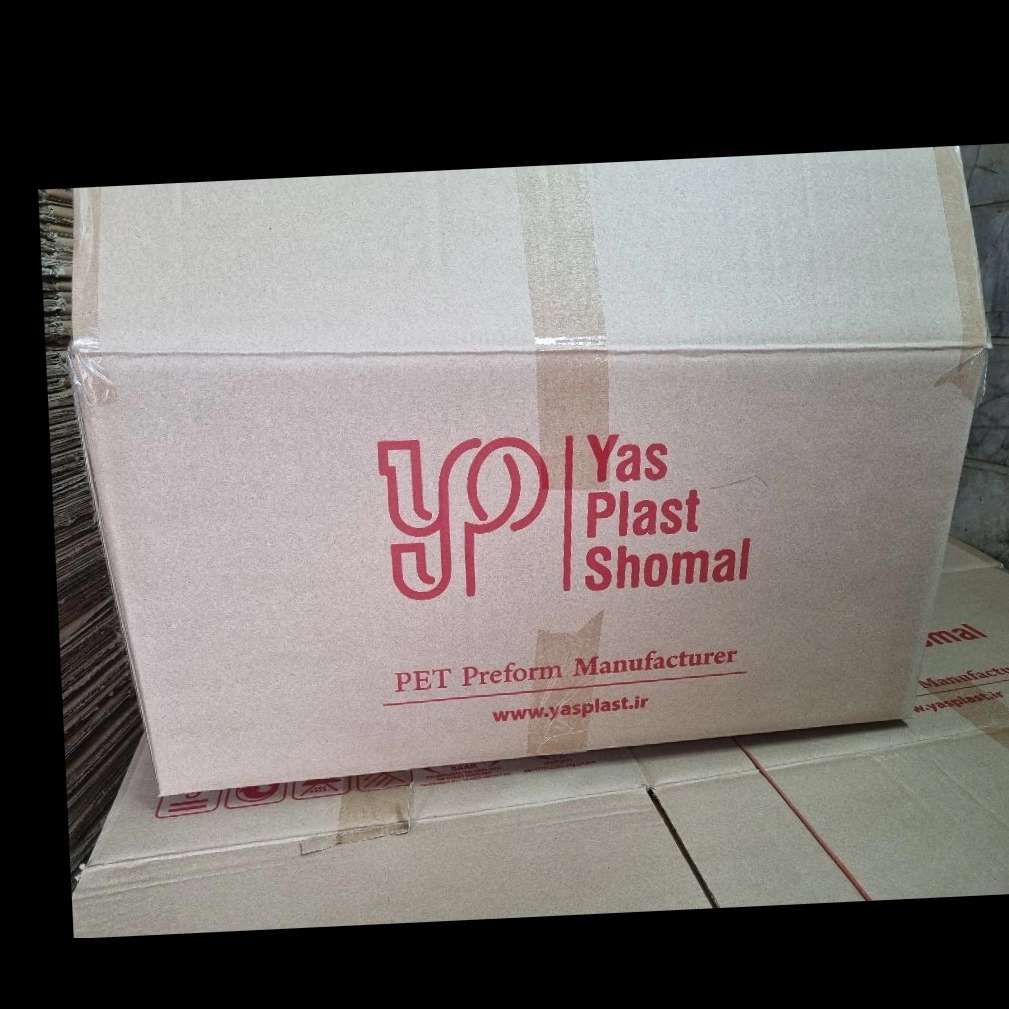 yp
Yas
Plast
Shomal
PET Preform Manufacturer
www.yasplast.ir